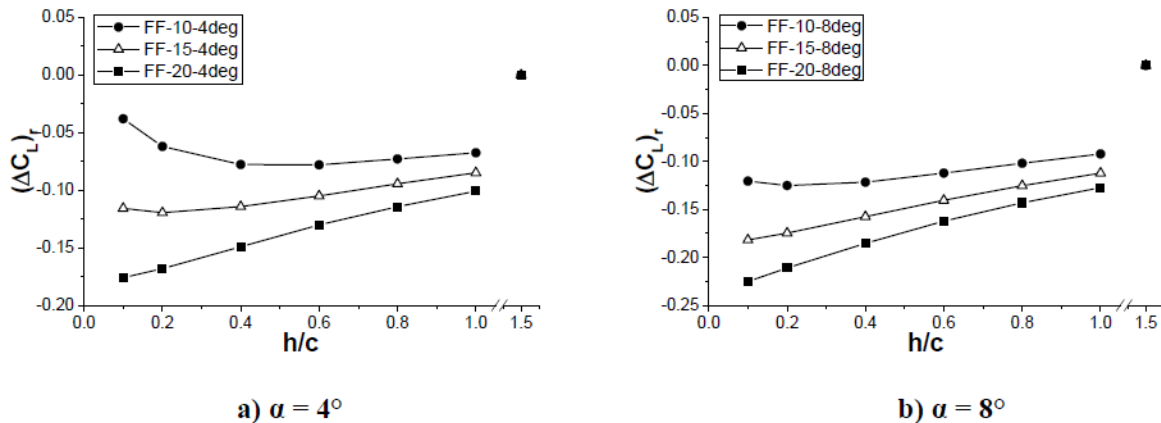 0.05
0.00
-0.05
-0.10
-0.15
-0.20
(ΔC_L)_r
FF-10-4deg
FF-15-4deg
FF-20-4deg
0.0 0.2 0.4 0.6 0.8 1.0 1.5
h/c
a) α = 4°
0.05
0.00
-0.05
-0.10
-0.15
-0.20
-0.25
(ΔC_L)_r
FF-10-8deg
FF-15-8deg
FF-20-8deg
0.0 0.2 0.4 0.6 0.8 1.0 1.5
h/c
b) α = 8°